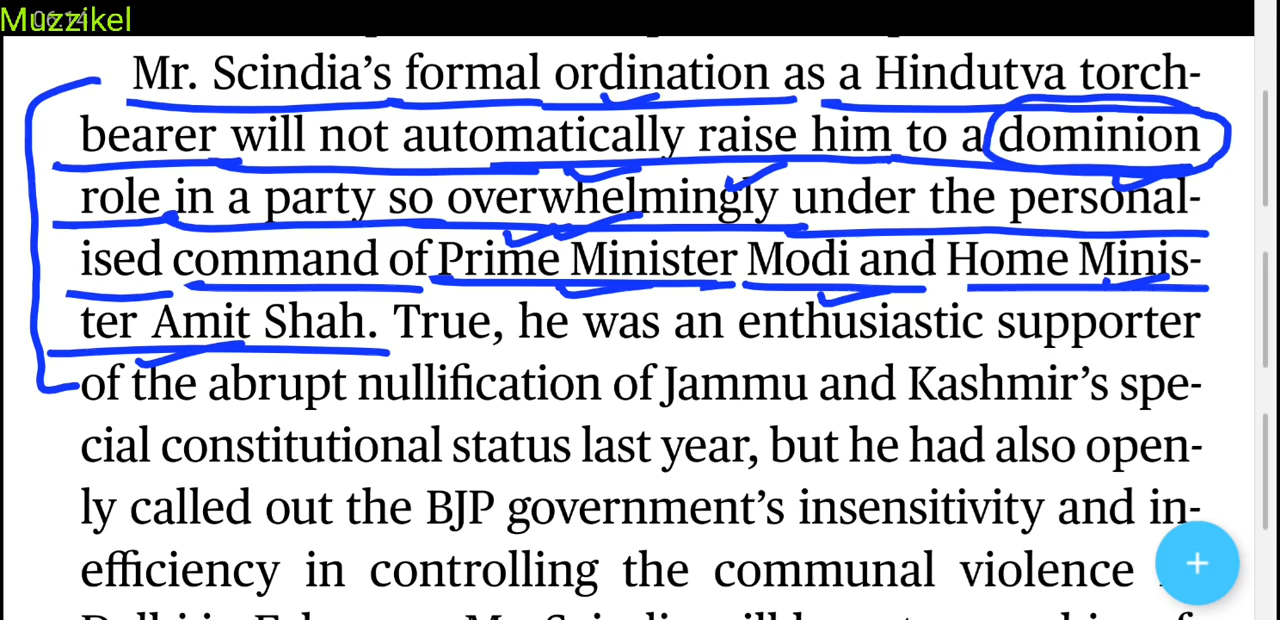 Muzzikel
06:14
Mr. Scindia’s formal ordination as a Hindutva torch-
bearer will not automatically raise him to a dominion
role in a party so overwhelmingly under the personal-
ised command of Prime Minister Modi and Home Minis-
ter Amit Shah. True, he was an enthusiastic supporter
of the abrupt nullification of Jammu and Kashmir’s spe-
cial constitutional status last year, but he had also open-
ly called out the BJP government’s insensitivity and in-
efficiency in controlling the communal violence